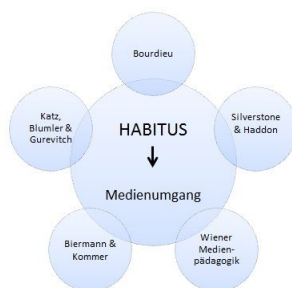 Bourdieu
Katz,
Blumler &
Gurevitch
HABITUS
Silverstone
& Haddon
Medienumgang
Biermann &
Kommer
Wiener
Medien-
pädagogik